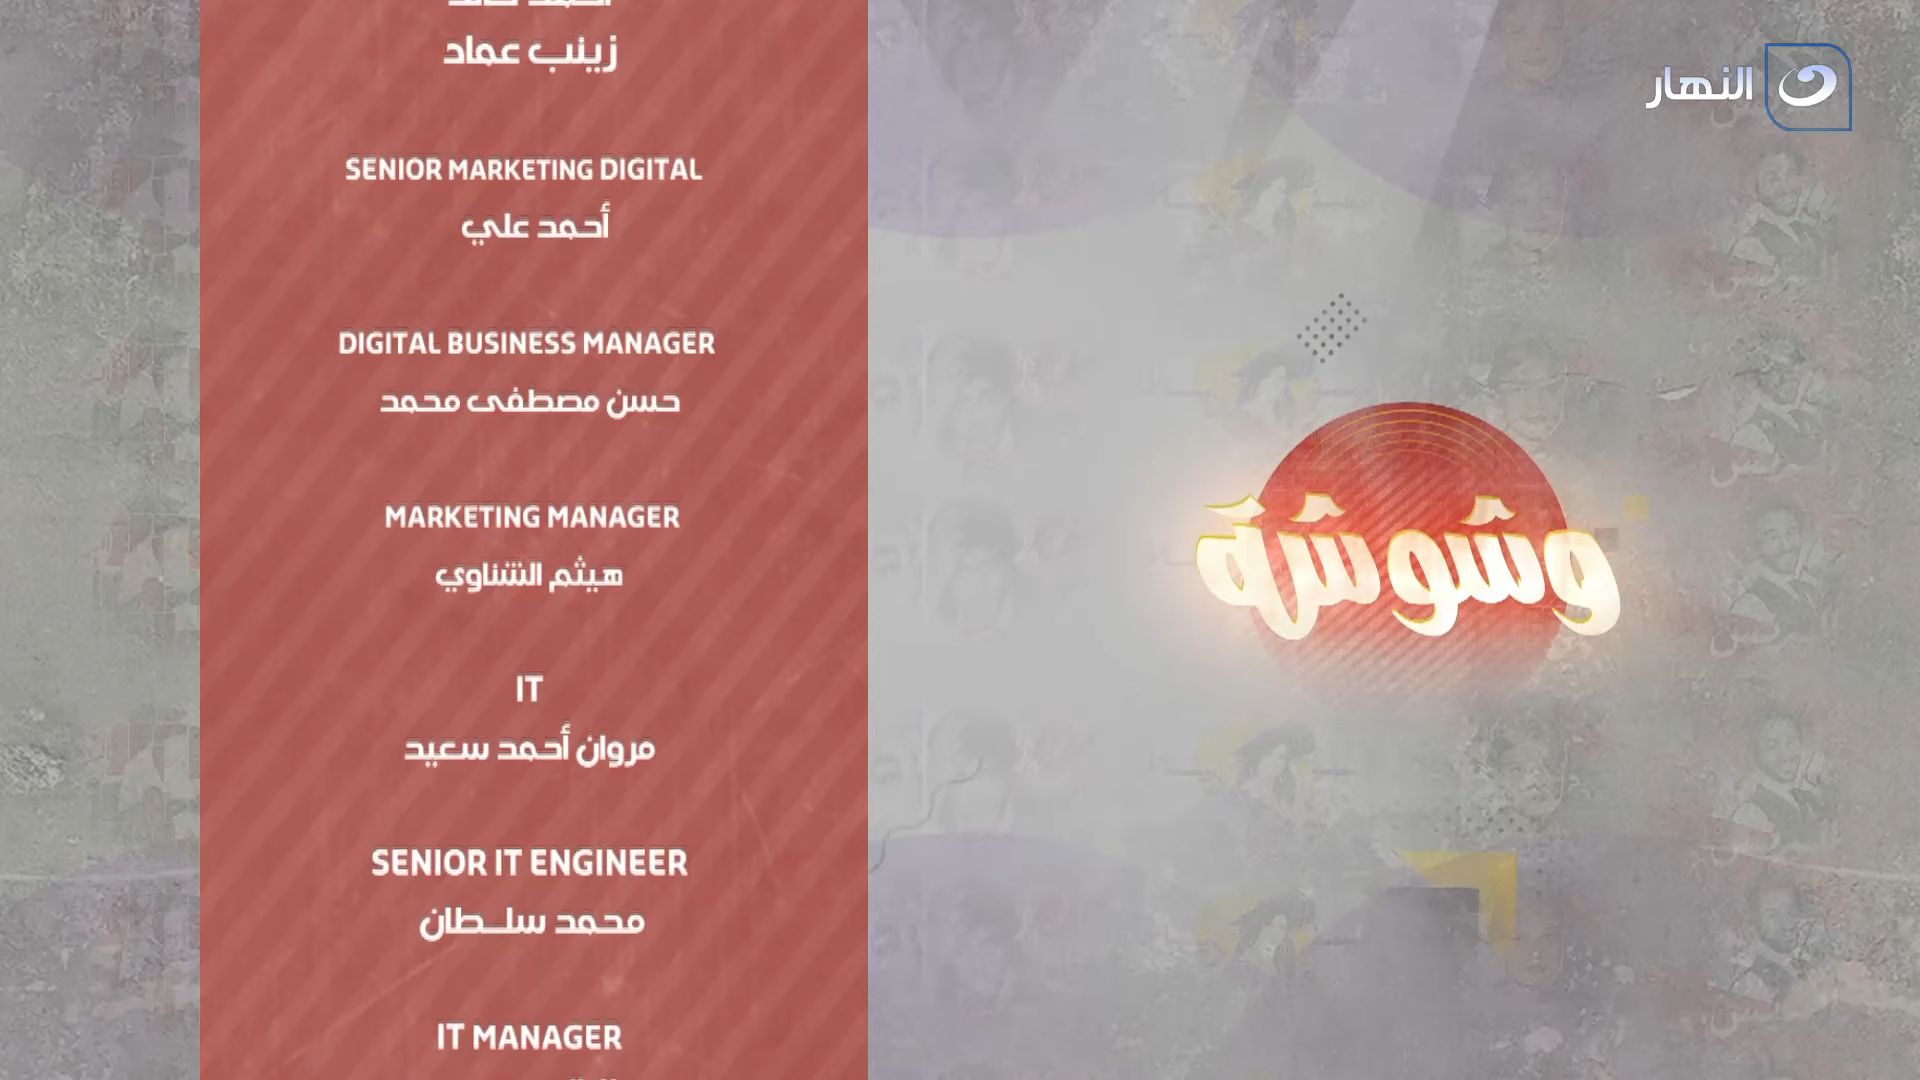 زينب عماد
SENIOR MARKETING DIGITAL
أحمد علي
DIGITAL BUSINESS MANAGER
حسن مصطفى محمد
MARKETING MANAGER
هيثم الشناوي
IT
مروان أحمد سعيد
SENIOR IT ENGINEER
محمد سلـطان
IT MANAGER
النهار
وشوشة